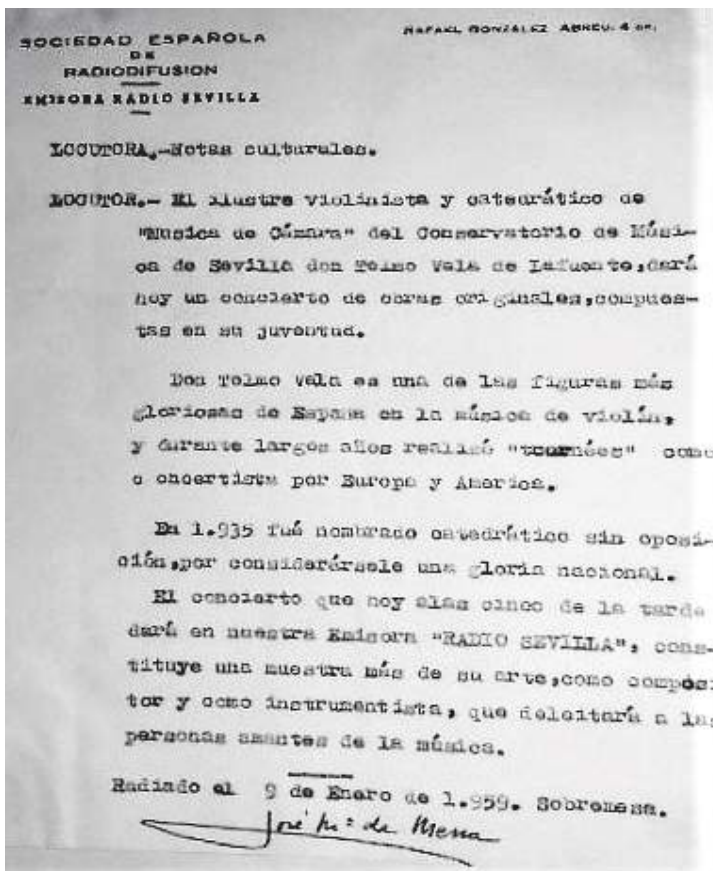 SOCIEDAD ESPAÑOLA
DE
RADIODIFUSION
EMISORA RADIO SEVILLA
RAFAEL GONZALEZ ABREU. 4
LOCUTORA.-Notas culturales.
LOCUTOR.- El ilustre violinista y catedrático de
"Musica de Cámara" del Conservatorio de Músi-
ca de Sevilla don Telmo Vela de Lafuente,dará
hoy un concierto de obras originales,compues-
tas en su juventud.
Don Telmo Vela es una de las figuras más
gloriosas de España en la música de violín,
y durante largos años realizó "tournées" como
c oncertista por Europa y America.
En 1.935 fué nombrado catedrático sin oposi-
ción,por considerársele una gloria nacional.
El concierto que hoy alas cinco de la tarde
dará en nuestra Emisora "RADIO SEVILLA", cons-
tituye una muestra más de su arte,como composi
tor y como instrumentista, que deleitará a las
personas amantes de la música.
Radiado el 9 de Enero de 1.959. Sobremesa.
José Mª de Mena